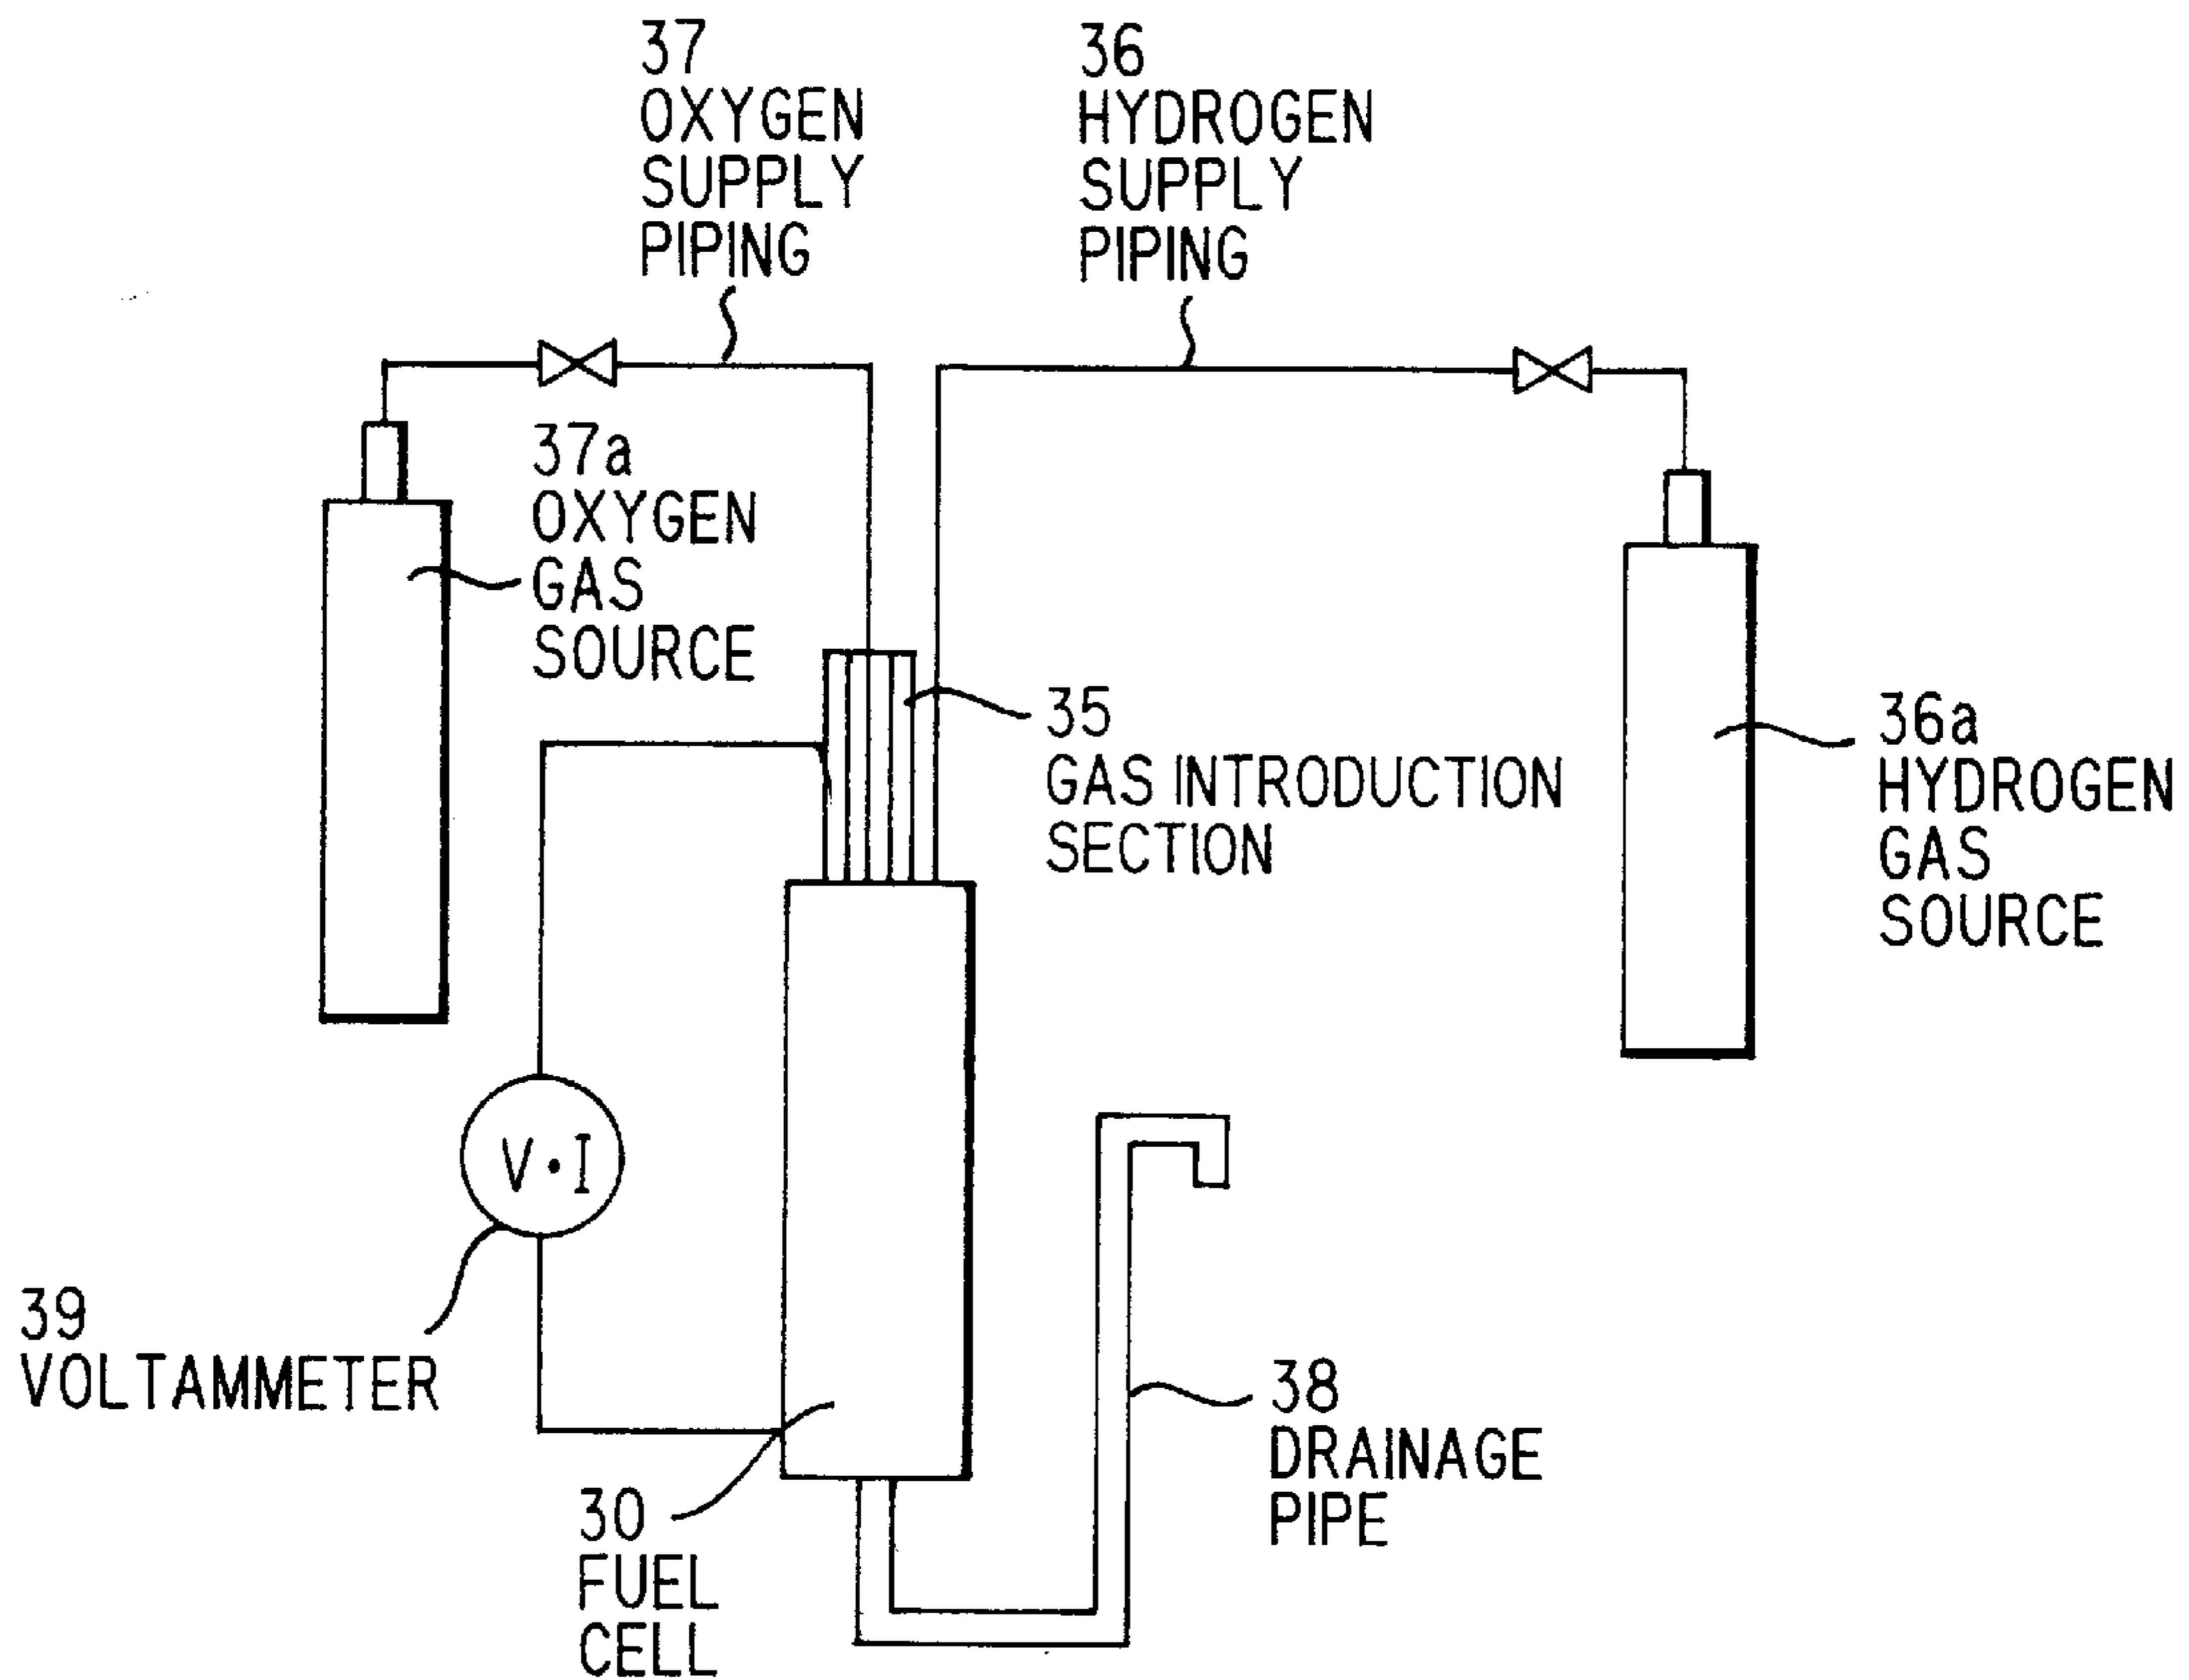 37
OXYGEN
SUPPLY
PIPING
36
HYDROGEN
SUPPLY
PIPING
37a
OXYGEN
GAS
SOURCE
35
GAS INTRODUCTION
SECTION
36a
HYDROGEN
GAS
SOURCE
V·I
39
VOLTAMMETER
38
DRAINAGE
PIPE
30
FUEL
CELL